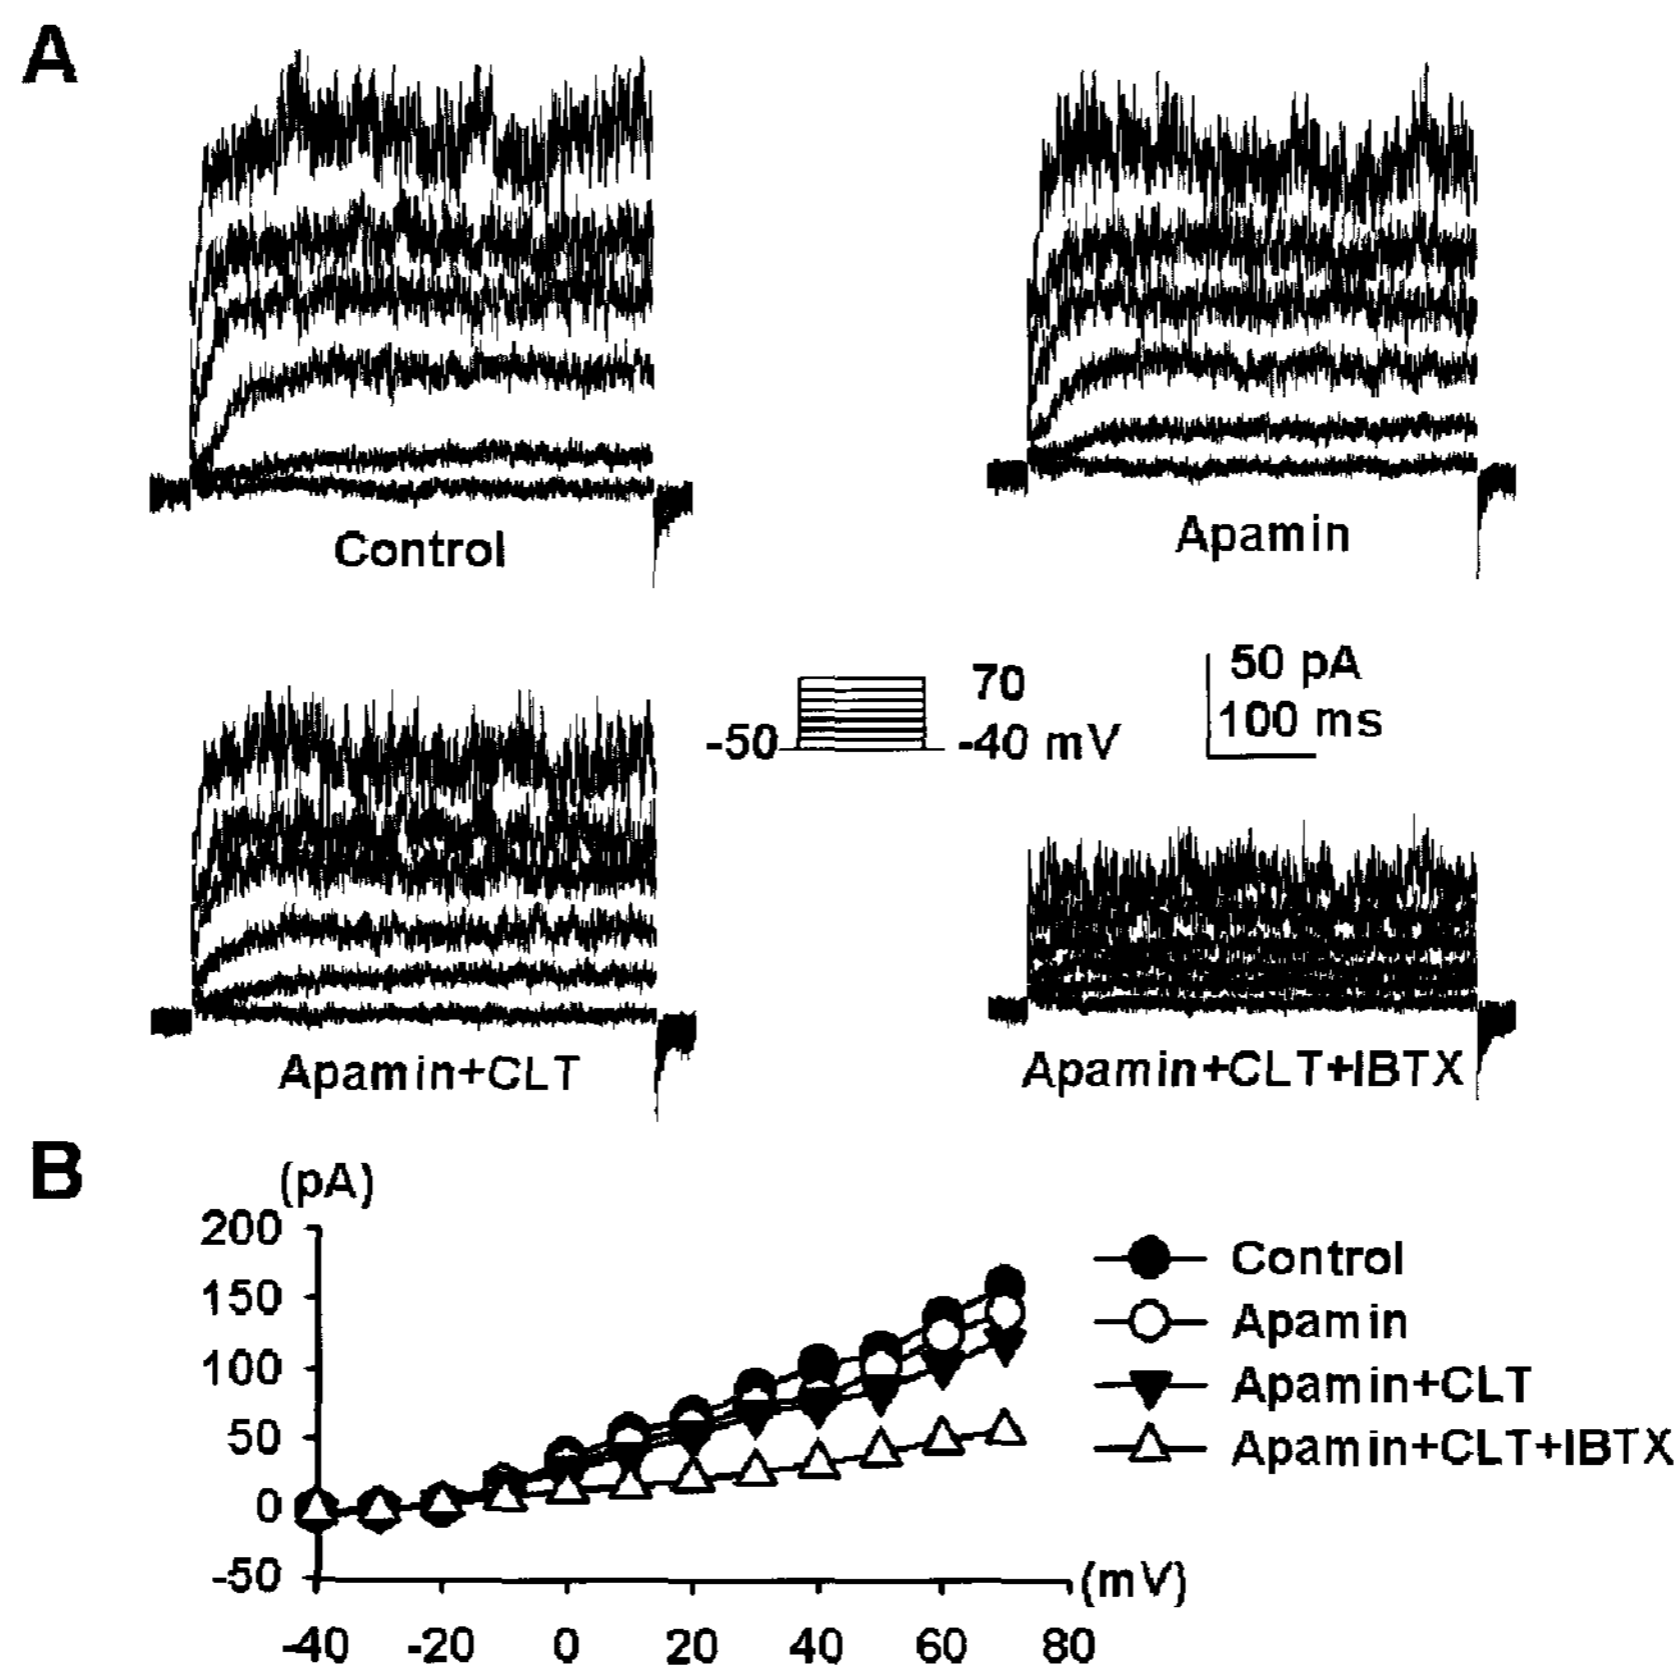 A
Control
Apamin
70
-50
-40 mV
50 pA
100 ms
Apamin+CLT
Apamin+CLT+IBTX
B
(pA)
200
150
100
50
0
-50
-40
-20
0
20
40
60
80
(mV)
Control
Apamin
Apamin+CLT
Apamin+CLT+IBTX